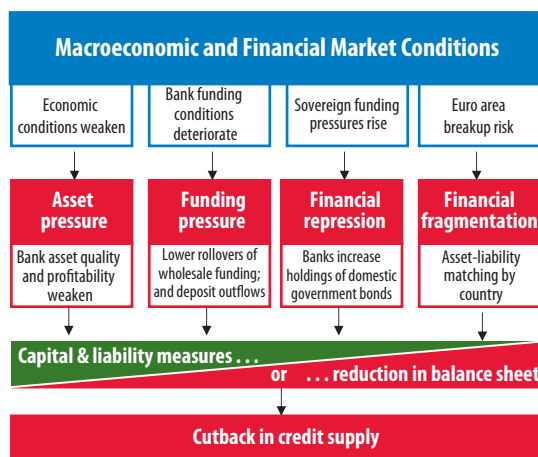 Macroeconomic and Financial Market Conditions
Economic
conditions weaken
Bank funding
conditions
deteriorate
Sovereign funding
pressures rise
Euro area
breakup risk
Asset
pressure
Bank asset quality
and profitability
weaken
Funding
pressure
Lower rollovers of
wholesale funding;
and deposit outflows
Financial
repression
Banks increase
holdings of domestic
government bonds
Financial
fragmentation
Asset-liability
matching by
country
Capital & liability measures . . .
or . . . reduction in balance sheet
Cutback in credit supply